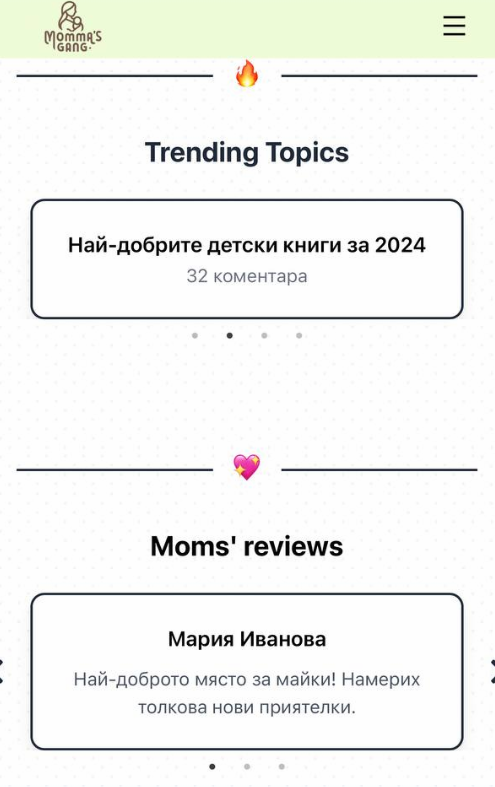 MOMMA'S
GANG
Trending Topics
Най-добрите детски книги за 2024
32 коментара
Moms' reviews
Мария Иванова
Най-доброто място за майки! Намерих
толкова нови приятелки.